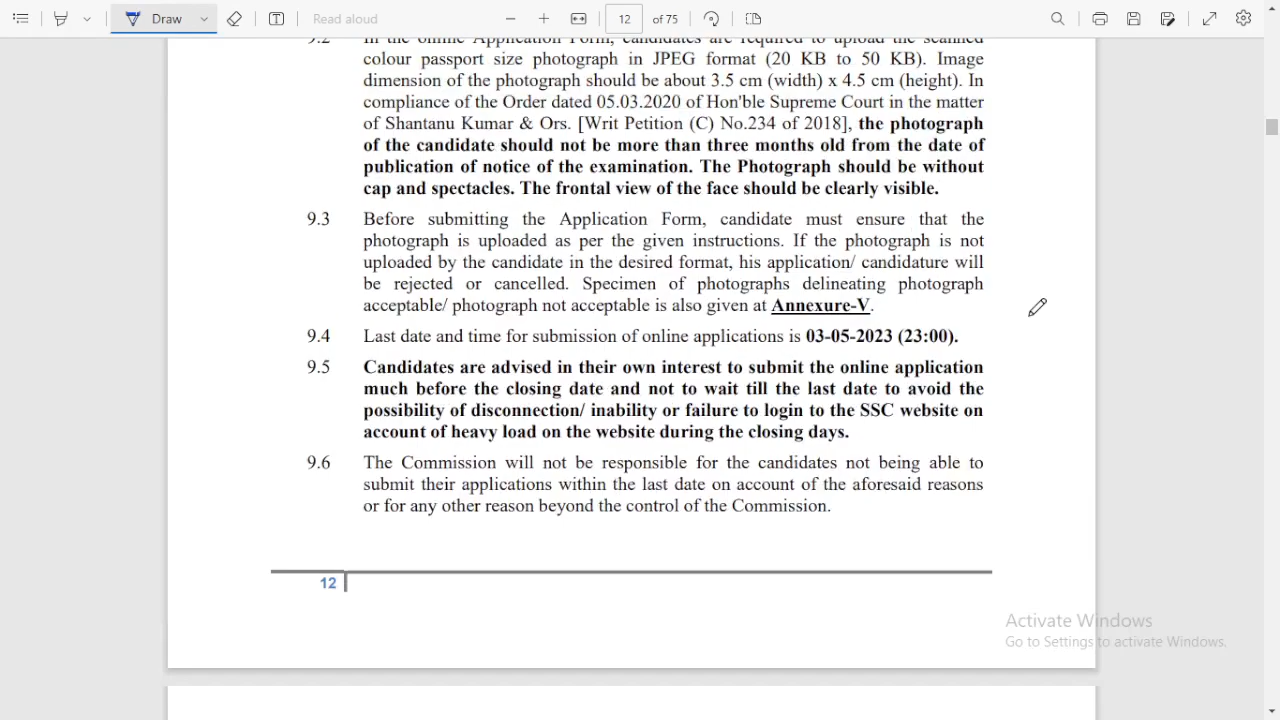 Draw
Read aloud
12 of 75
9.2 In the online Application Form, candidates are required to upload the scanned
colour passport size photograph in JPEG format (20 KB to 50 KB). Image
dimension of the photograph should be about 3.5 cm (width) x 4.5 cm (height). In
compliance of the Order dated 05.03.2020 of Hon'ble Supreme Court in the matter
of Shantanu Kumar & Ors. [Writ Petition (C) No.234 of 2018], the photograph
of the candidate should not be more than three months old from the date of
publication of notice of the examination. The Photograph should be without
cap and spectacles. The frontal view of the face should be clearly visible.
9.3 Before submitting the Application Form, candidate must ensure that the
photograph is uploaded as per the given instructions. If the photograph is not
uploaded by the candidate in the desired format, his application/ candidature will
be rejected or cancelled. Specimen of photographs delineating photograph
acceptable/ photograph not acceptable is also given at Annexure-V.
9.4 Last date and time for submission of online applications is 03-05-2023 (23:00).
9.5 Candidates are advised in their own interest to submit the online application
much before the closing date and not to wait till the last date to avoid the
possibility of disconnection/ inability or failure to login to the SSC website on
account of heavy load on the website during the closing days.
9.6 The Commission will not be responsible for the candidates not being able to
submit their applications within the last date on account of the aforesaid reasons
or for any other reason beyond the control of the Commission.
12
Activate Windows
Go to Settings to activate Windows.